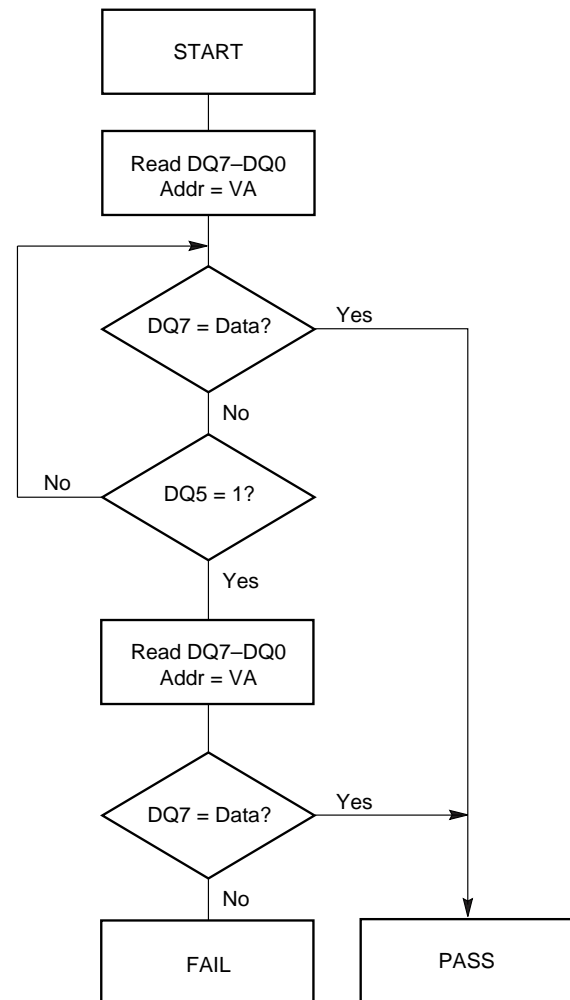 START
Read DQ7–DQ0
Addr = VA
DQ7 = Data?
Yes
No
No
DQ5 = 1?
Yes
Read DQ7–DQ0
Addr = VA
DQ7 = Data?
Yes
No
FAIL
PASS